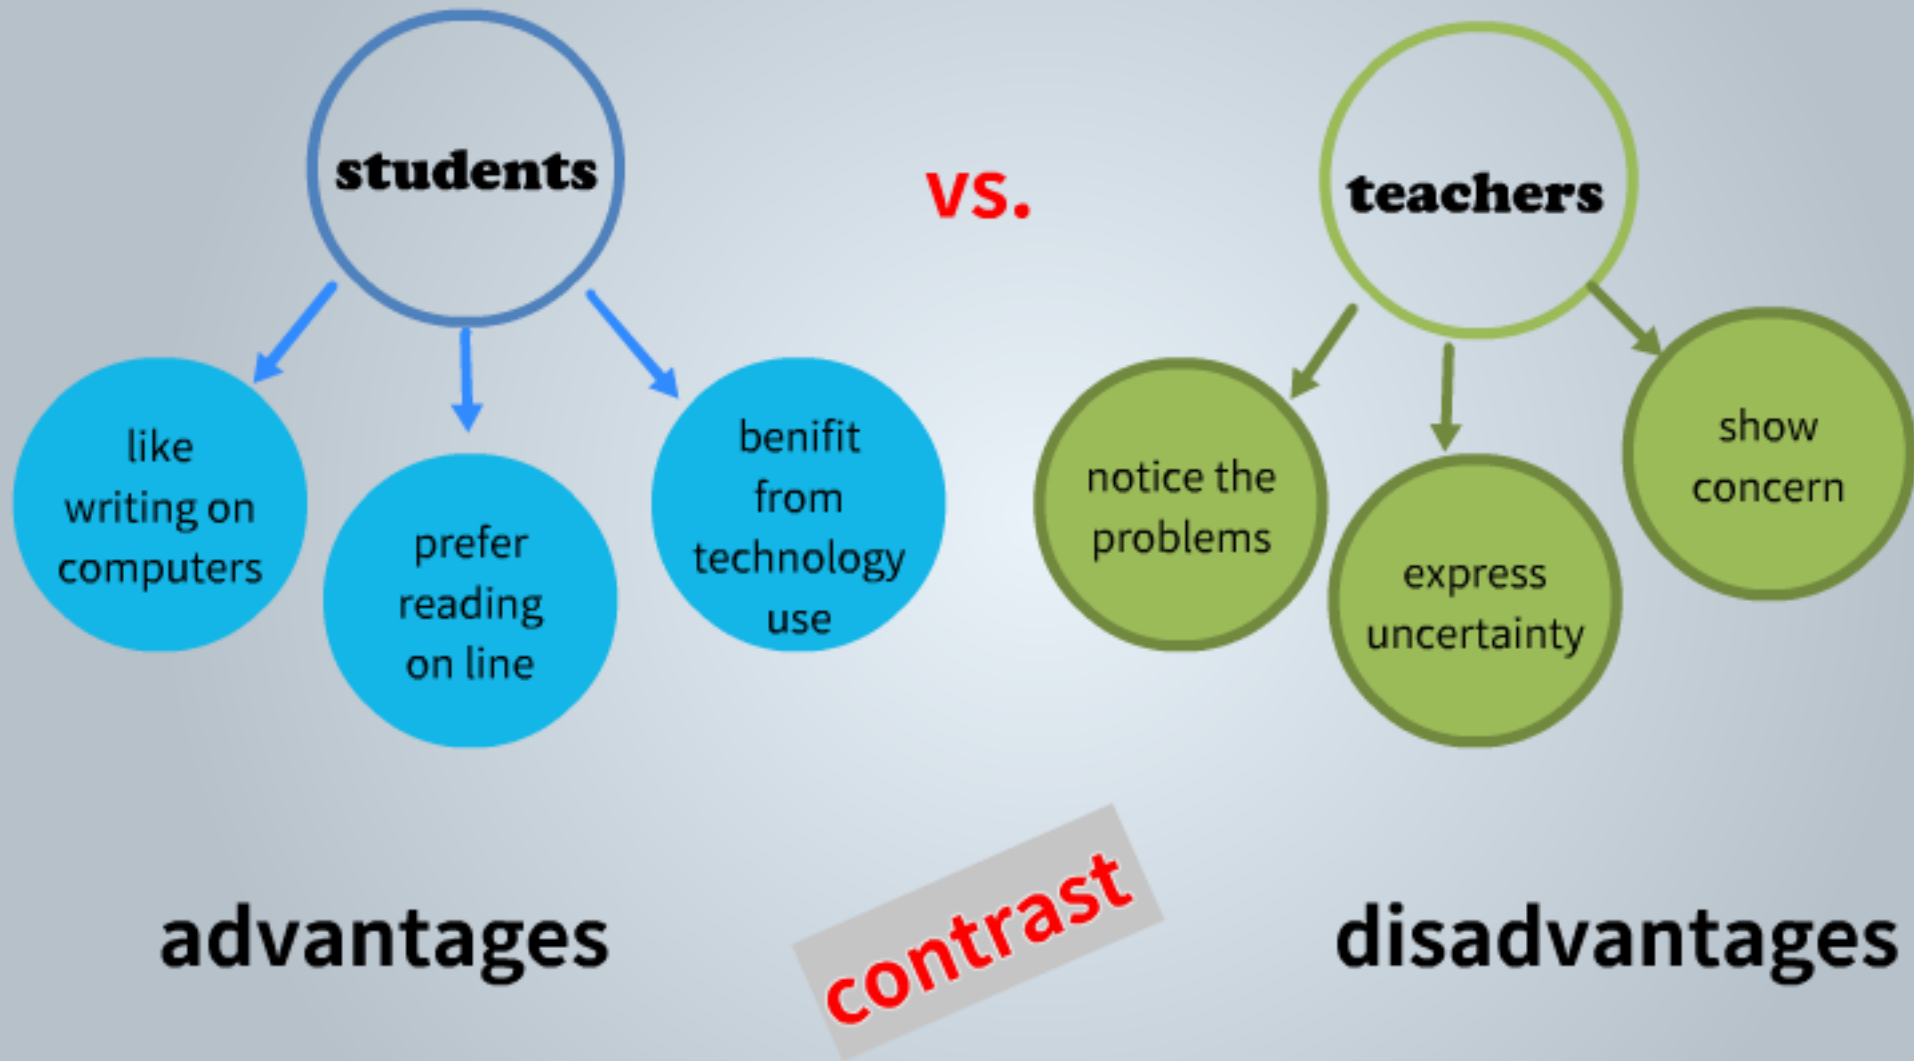 students
vs.
teachers
like
writing on
computers
prefer
reading
on line
benifit
from
technology
use
notice the
problems
express
uncertainty
show
concern
advantages
contrast
disadvantages